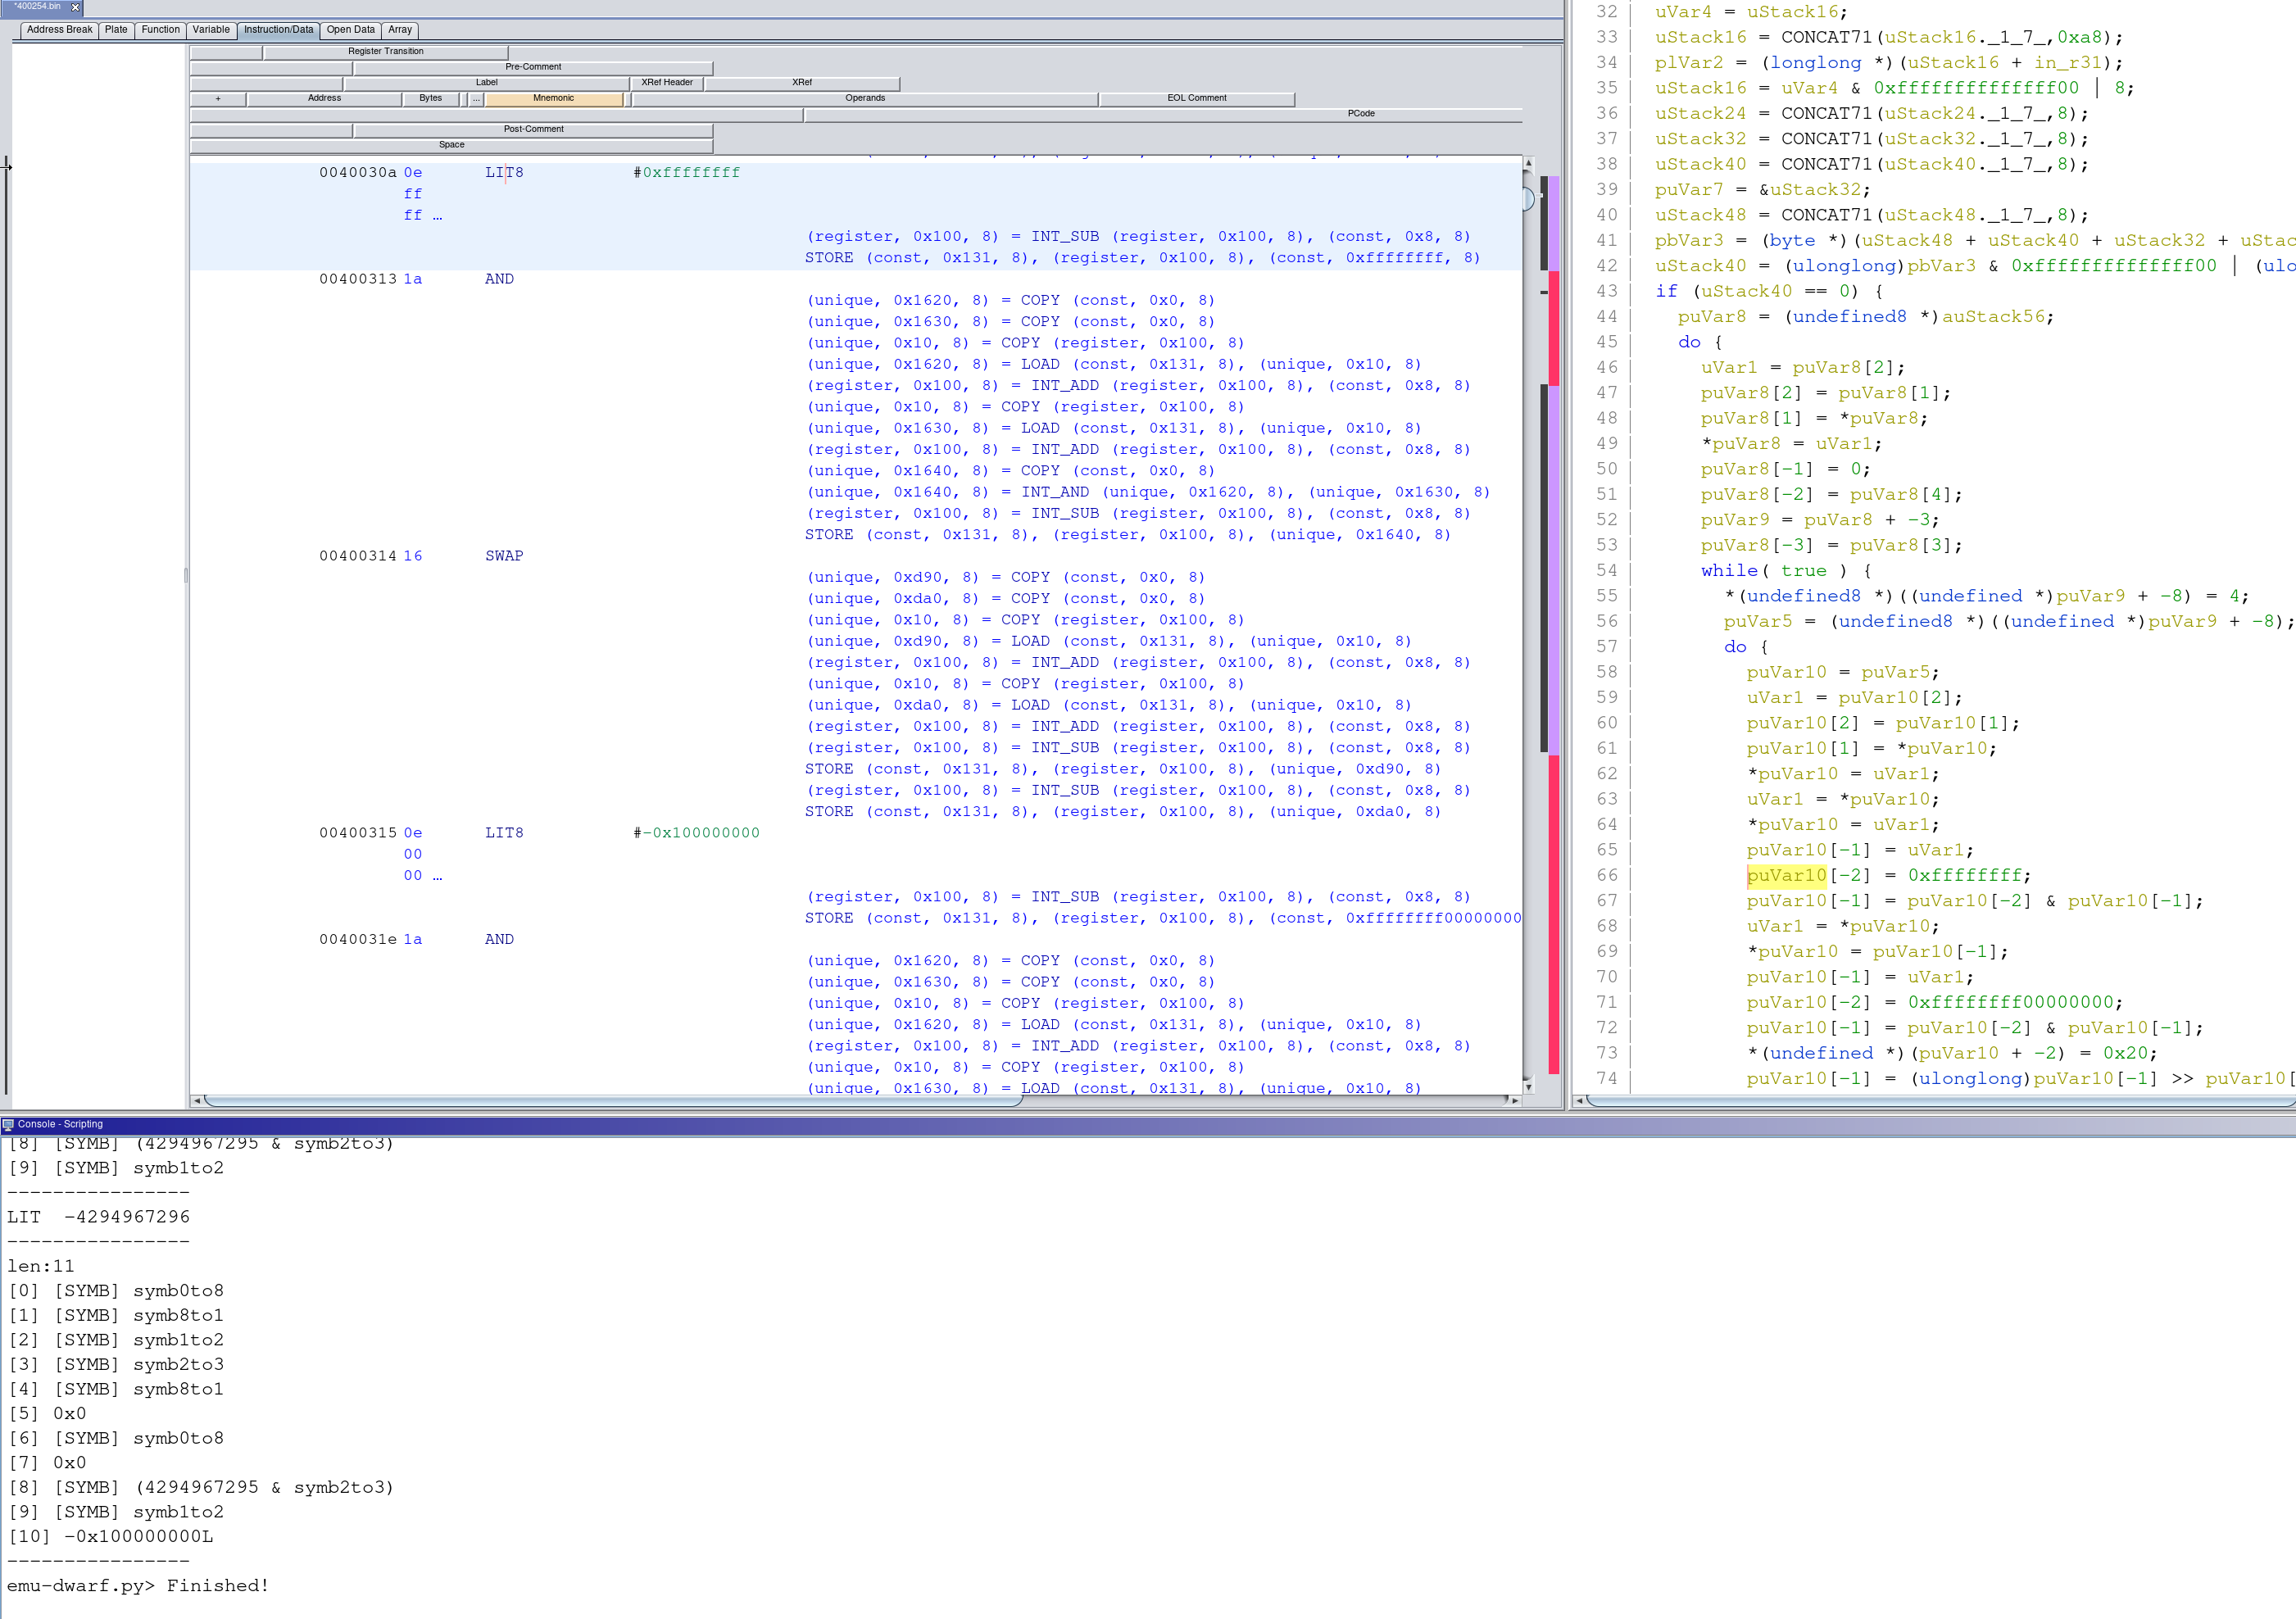 *400254.bin
Address Break Plate Function Variable Instruction/Data Open Data Array
Register Transition
Pre-Comment
Label XRef Header XRef
+ Address Bytes ... Mnemonic Operands EOL Comment
PCode
Post-Comment
Space
0040030a 0e LIT8 #0xffffffff
ff
ff …
(register, 0x100, 8) = INT_SUB (register, 0x100, 8), (const, 0x8, 8)
STORE (const, 0x131, 8), (register, 0x100, 8), (const, 0xffffffff, 8)
00400313 1a AND
(unique, 0x1620, 8) = COPY (const, 0x0, 8)
(unique, 0x1630, 8) = COPY (const, 0x0, 8)
(unique, 0x10, 8) = COPY (register, 0x100, 8)
(unique, 0x1620, 8) = LOAD (const, 0x131, 8), (unique, 0x10, 8)
(register, 0x100, 8) = INT_ADD (register, 0x100, 8), (const, 0x8, 8)
(unique, 0x10, 8) = COPY (register, 0x100, 8)
(unique, 0x1630, 8) = LOAD (const, 0x131, 8), (unique, 0x10, 8)
(register, 0x100, 8) = INT_ADD (register, 0x100, 8), (const, 0x8, 8)
(unique, 0x1640, 8) = COPY (const, 0x0, 8)
(unique, 0x1640, 8) = INT_AND (unique, 0x1620, 8), (unique, 0x1630, 8)
(register, 0x100, 8) = INT_SUB (register, 0x100, 8), (const, 0x8, 8)
STORE (const, 0x131, 8), (register, 0x100, 8), (unique, 0x1640, 8)
00400314 16 SWAP
(unique, 0xd90, 8) = COPY (const, 0x0, 8)
(unique, 0xda0, 8) = COPY (const, 0x0, 8)
(unique, 0x10, 8) = COPY (register, 0x100, 8)
(unique, 0xd90, 8) = LOAD (const, 0x131, 8), (unique, 0x10, 8)
(register, 0x100, 8) = INT_ADD (register, 0x100, 8), (const, 0x8, 8)
(unique, 0x10, 8) = COPY (register, 0x100, 8)
(unique, 0xda0, 8) = LOAD (const, 0x131, 8), (unique, 0x10, 8)
(register, 0x100, 8) = INT_ADD (register, 0x100, 8), (const, 0x8, 8)
(register, 0x100, 8) = INT_SUB (register, 0x100, 8), (const, 0x8, 8)
STORE (const, 0x131, 8), (register, 0x100, 8), (unique, 0xd90, 8)
(register, 0x100, 8) = INT_SUB (register, 0x100, 8), (const, 0x8, 8)
STORE (const, 0x131, 8), (register, 0x100, 8), (unique, 0xda0, 8)
00400315 0e LIT8 #-0x100000000
00
00 …
(register, 0x100, 8) = INT_SUB (register, 0x100, 8), (const, 0x8, 8)
STORE (const, 0x131, 8), (register, 0x100, 8), (const, 0xffffffff00000000
0040031e 1a AND
(unique, 0x1620, 8) = COPY (const, 0x0, 8)
(unique, 0x1630, 8) = COPY (const, 0x0, 8)
(unique, 0x10, 8) = COPY (register, 0x100, 8)
(unique, 0x1620, 8) = LOAD (const, 0x131, 8), (unique, 0x10, 8)
(register, 0x100, 8) = INT_ADD (register, 0x100, 8), (const, 0x8, 8)
(unique, 0x10, 8) = COPY (register, 0x100, 8)
(unique, 0x1630, 8) = LOAD (const, 0x131, 8), (unique, 0x10, 8)
32 uVar4 = uStack16;
33 uStack16 = CONCAT71(uStack16._1_7_,0xa8);
34 plVar2 = (longlong *)(uStack16 + in_r31);
35 uStack16 = uVar4 & 0xffffffffffffff00 | 8;
36 uStack24 = CONCAT71(uStack24._1_7_,8);
37 uStack32 = CONCAT71(uStack32._1_7_,8);
38 uStack40 = CONCAT71(uStack40._1_7_,8);
39 puVar7 = &uStack32;
40 uStack48 = CONCAT71(uStack48._1_7_,8);
41 pbVar3 = (byte *)(uStack48 + uStack40 + uStack32 + uStac
42 uStack40 = (ulonglong)pbVar3 & 0xffffffffffffff00 | (ulo
43 if (uStack40 == 0) {
44 puVar8 = (undefined8 *)auStack56;
45 do {
46 uVar1 = puVar8[2];
47 puVar8[2] = puVar8[1];
48 puVar8[1] = *puVar8;
49 *puVar8 = uVar1;
50 puVar8[-1] = 0;
51 puVar8[-2] = puVar8[4];
52 puVar9 = puVar8 + -3;
53 puVar8[-3] = puVar8[3];
54 while( true ) {
55 *(undefined8 *)((undefined *)puVar9 + -8) = 4;
56 puVar5 = (undefined8 *)((undefined *)puVar9 + -8);
57 do {
58 puVar10 = puVar5;
59 uVar1 = puVar10[2];
60 puVar10[2] = puVar10[1];
61 puVar10[1] = *puVar10;
62 *puVar10 = uVar1;
63 uVar1 = *puVar10;
64 *puVar10 = uVar1;
65 puVar10[-1] = uVar1;
66 puVar10[-2] = 0xffffffff;
67 puVar10[-1] = puVar10[-2] & puVar10[-1];
68 uVar1 = *puVar10;
69 *puVar10 = puVar10[-1];
70 puVar10[-1] = uVar1;
71 puVar10[-2] = 0xffffffff00000000;
72 puVar10[-1] = puVar10[-2] & puVar10[-1];
73 *(undefined *)(puVar10 + -2) = 0x20;
74 puVar10[-1] = (ulonglong)puVar10[-1] >> puVar10[
Console - Scripting
[8] [SYMB] (4294967295 & symb2to3)
[9] [SYMB] symb1to2
----------------
LIT -4294967296
----------------
len:11
[0] [SYMB] symb0to8
[1] [SYMB] symb8to1
[2] [SYMB] symb1to2
[3] [SYMB] symb2to3
[4] [SYMB] symb8to1
[5] 0x0
[6] [SYMB] symb0to8
[7] 0x0
[8] [SYMB] (4294967295 & symb2to3)
[9] [SYMB] symb1to2
[10] -0x100000000L
----------------
emu-dwarf.py> Finished!